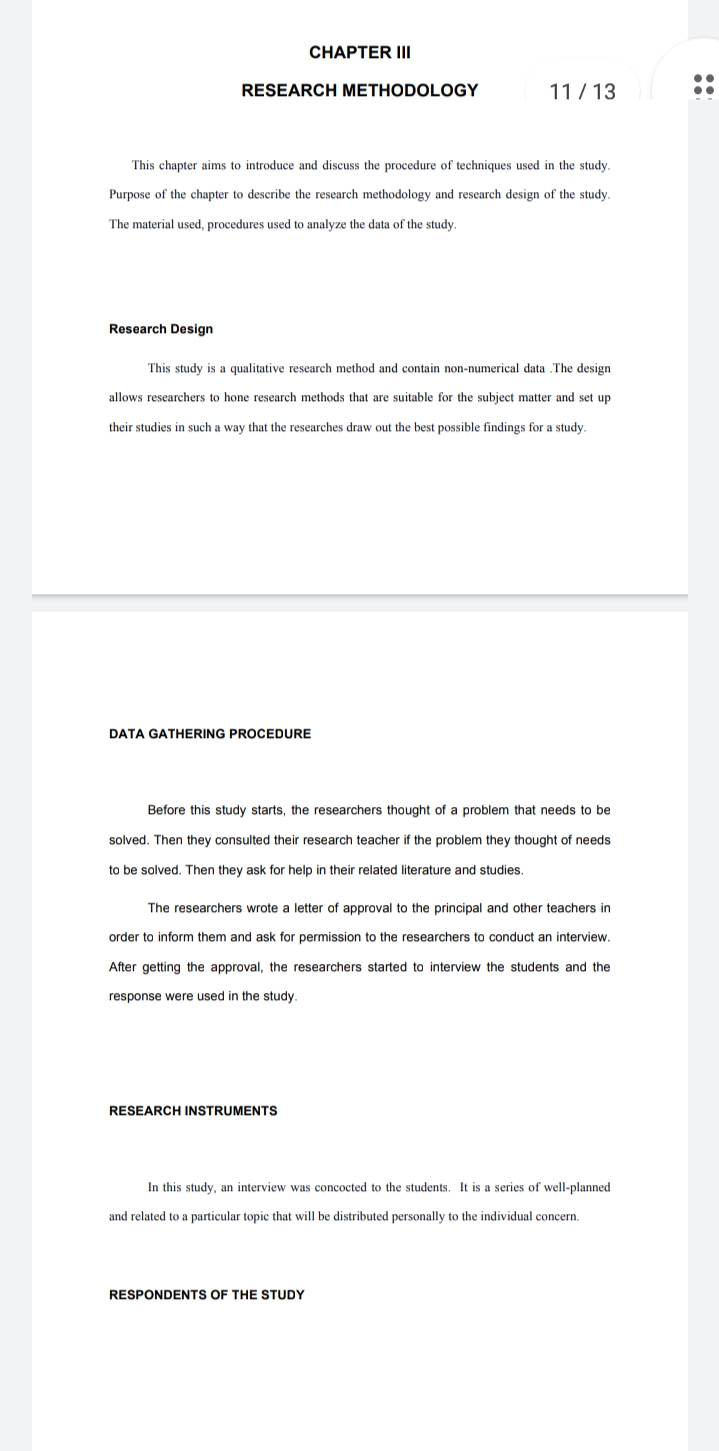 CHAPTER III
RESEARCH METHODOLOGY
11 / 13
This chapter aims to introduce and discuss the procedure of techniques used in the study.
Purpose of the chapter to describe the research methodology and research design of the study.
The material used, procedures used to analyze the data of the study.
Research Design
This study is a qualitative research method and contain non-numerical data .The design
allows researchers to hone research methods that are suitable for the subject matter and set up
their studies in such a way that the researches draw out the best possible findings for a study.
DATA GATHERING PROCEDURE
Before this study starts, the researchers thought of a problem that needs to be
solved. Then they consulted their research teacher if the problem they thought of needs
to be solved. Then they ask for help in their related literature and studies.
The researchers wrote a letter of approval to the principal and other teachers in
order to inform them and ask for permission to the researchers to conduct an interview.
After getting the approval, the researchers started to interview the students and the
response were used in the study.
RESEARCH INSTRUMENTS
In this study, an interview was concocted to the students.  It is a series of well-planned
and related to a particular topic that will be distributed personally to the individual concern.
RESPONDENTS OF THE STUDY